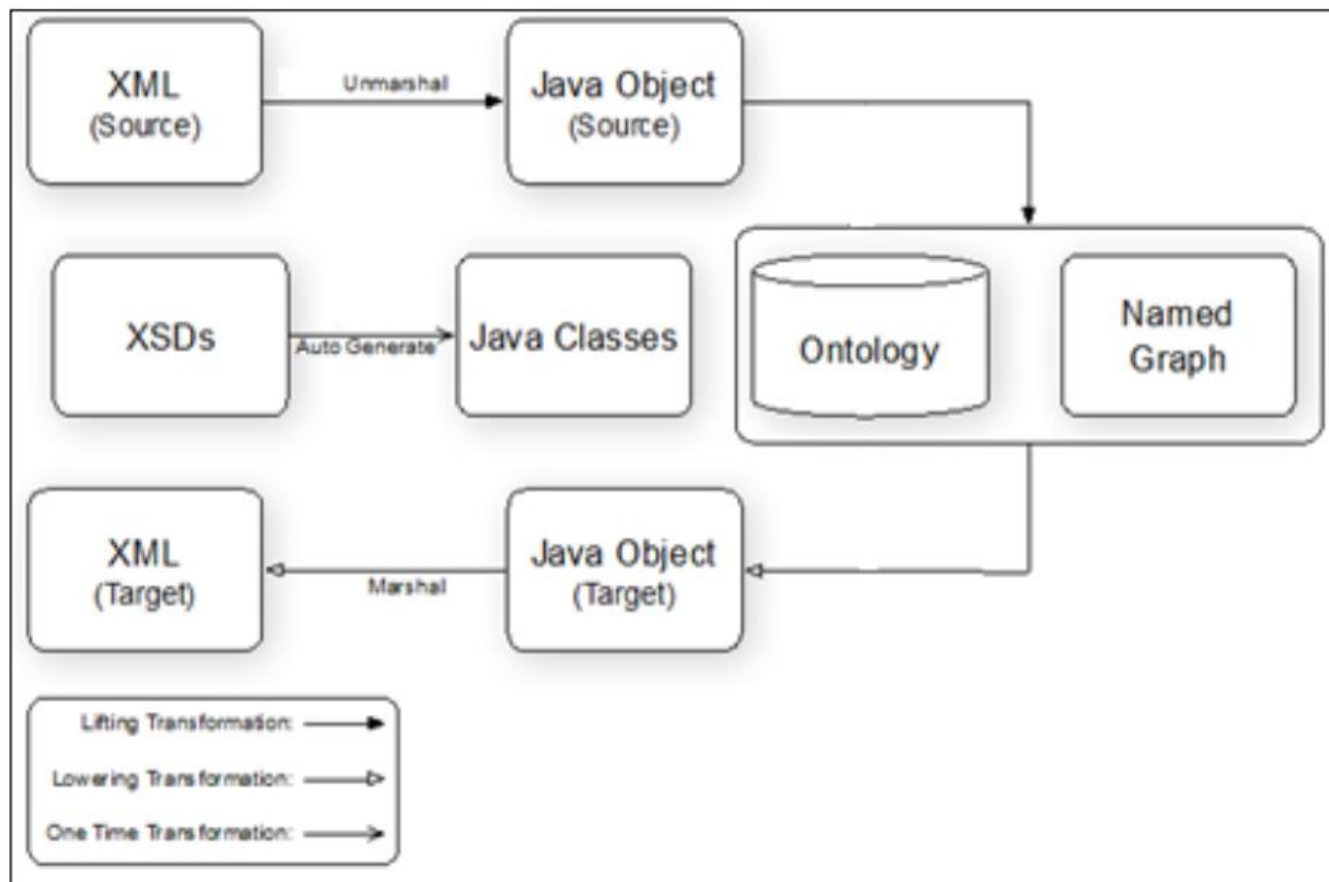 XML
(Source)
Unmarshal
Java Object
(Source)
XSDs
Auto Generate
Java Classes
Ontology
Named
Graph
XML
(Target)
Marshal
Java Object
(Target)
Lifting Transformation:
Lowering Transformation:
One Time Transformation: